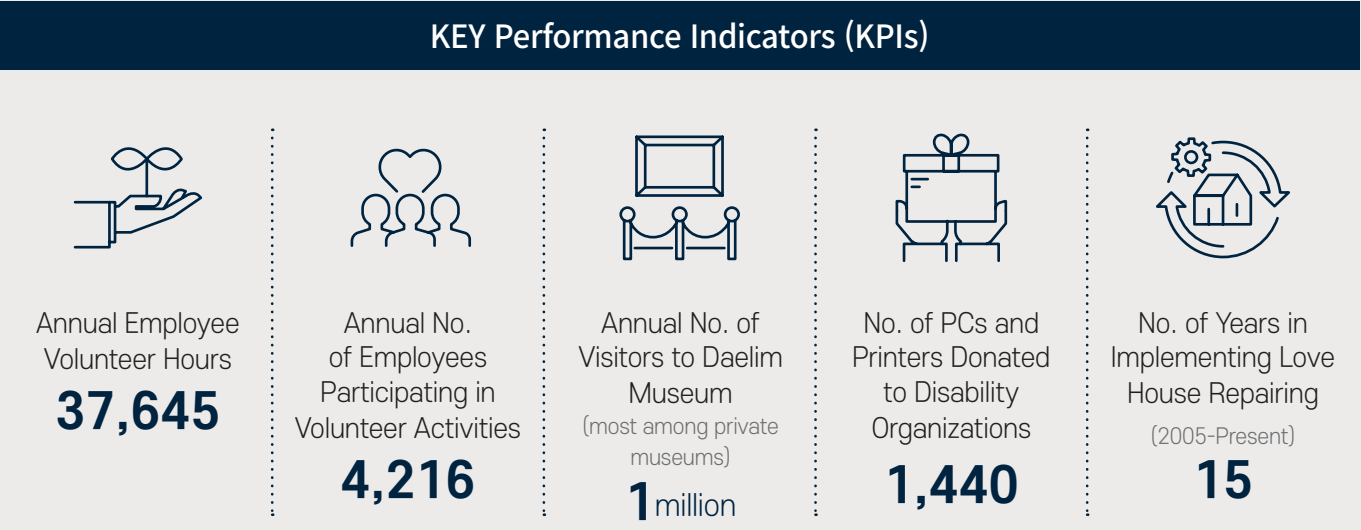 KEY Performance Indicators (KPIs)
Annual Employee
Volunteer Hours
37,645
Annual No.
of Employees
Participating in
Volunteer Activities
4,216
Annual No. of
Visitors to Daelim
Museum
(most among private
museums)
1 million
No. of PCs and
Printers Donated
to Disability
Organizations
1,440
No. of Years in
Implementing Love
House Repairing
(2005-Present)
15